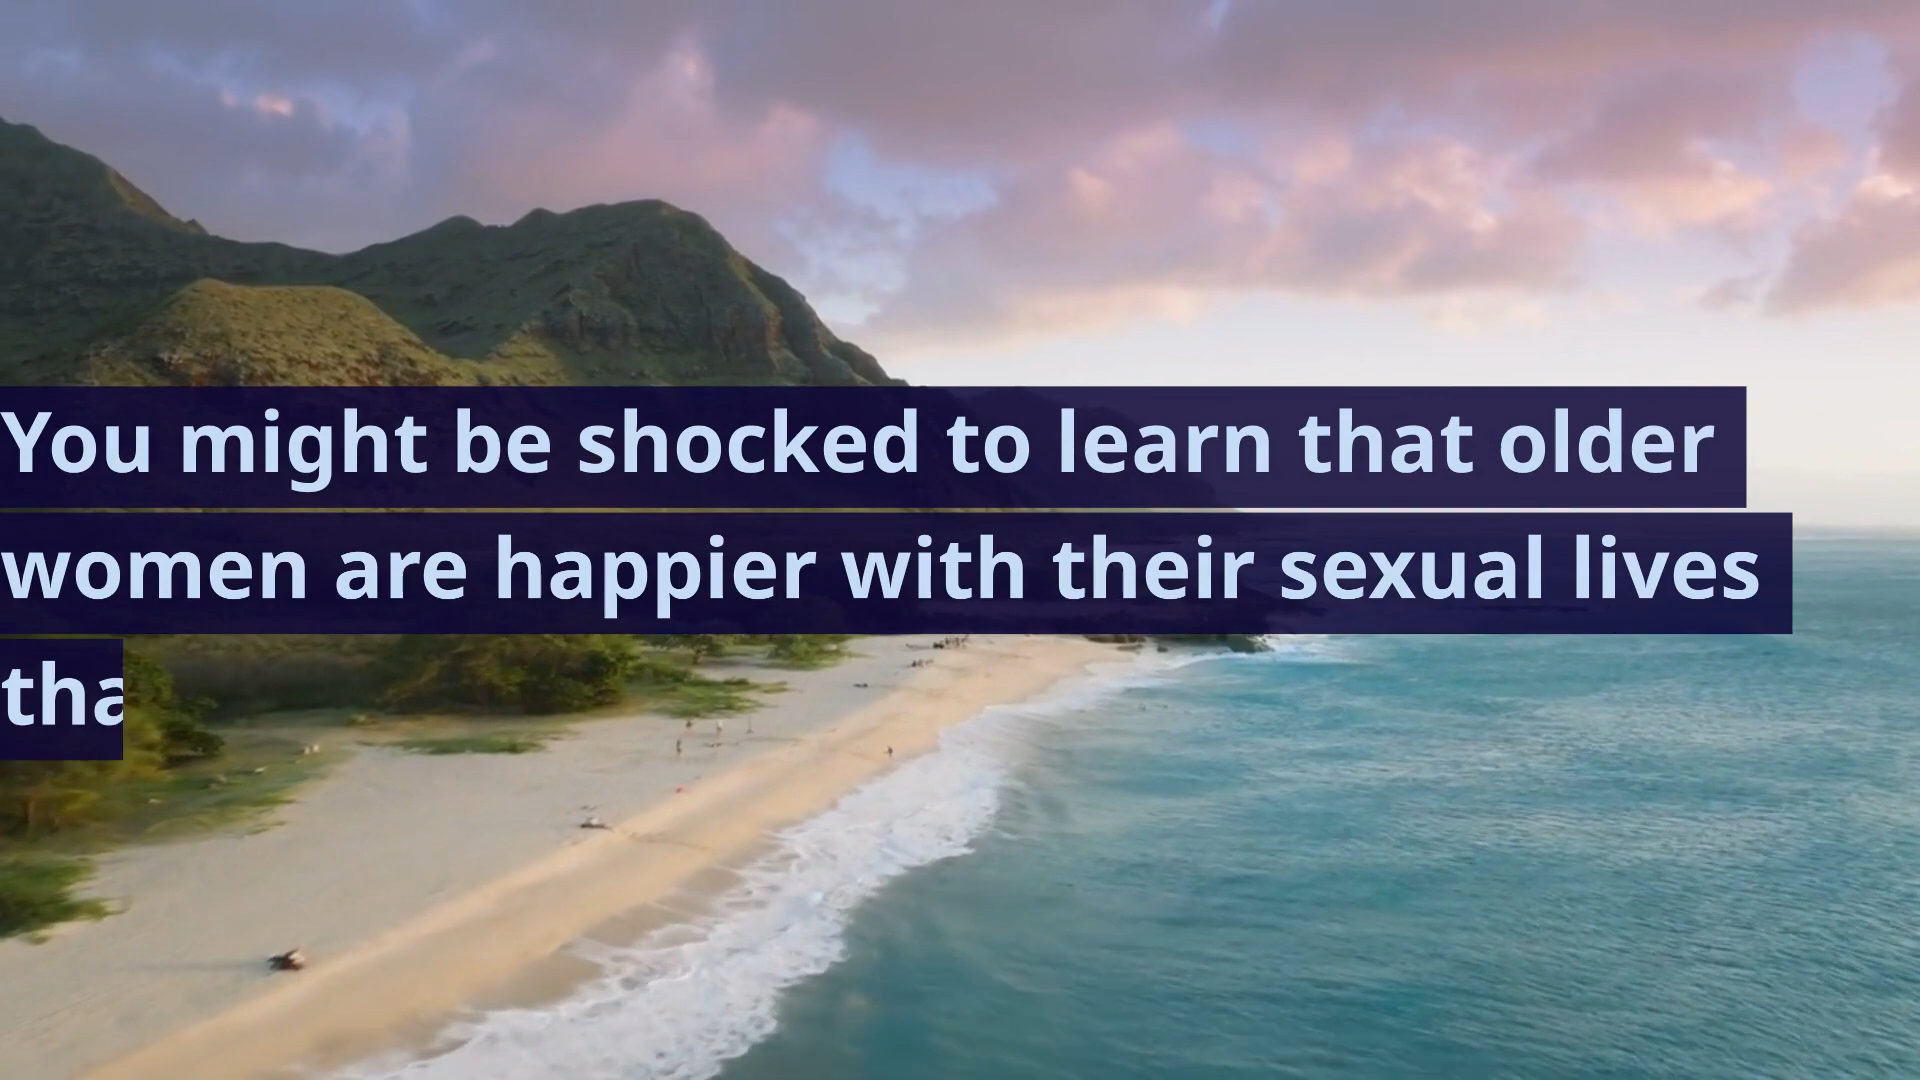 You might be shocked to learn that older
women are happier with their sexual lives
tha